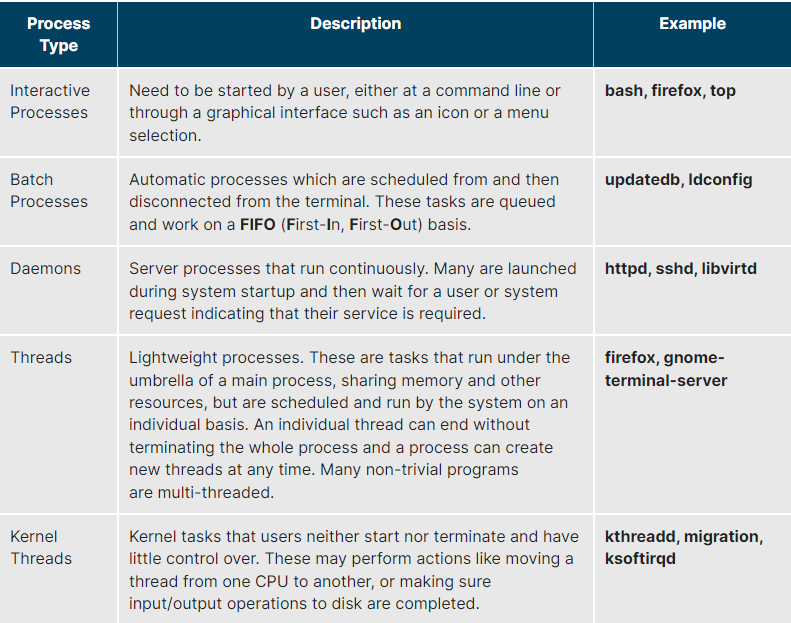 Process Type
Description
Example
Interactive Processes
Need to be started by a user, either at a command line or
through a graphical interface such as an icon or a menu
selection.
bash, firefox, top
Batch Processes
Automatic processes which are scheduled from and then
disconnected from the terminal. These tasks are queued
and work on a FIFO (First-In, First-Out) basis.
updatedb, ldconfig
Daemons
Server processes that run continuously. Many are launched
during system startup and then wait for a user or system
request indicating that their service is required.
httpd, sshd, libvirtd
Threads
Lightweight processes. These are tasks that run under the
umbrella of a main process, sharing memory and other
resources, but are scheduled and run by the system on an
individual basis. An individual thread can end without
terminating the whole process and a process can create
new threads at any time. Many non-trivial programs
are multi-threaded.
firefox, gnome-
terminal-server
Kernel Threads
Kernel tasks that users neither start nor terminate and have
little control over. These may perform actions like moving a
thread from one CPU to another, or making sure
input/output operations to disk are completed.
kthreadd, migration,
ksoftirqd